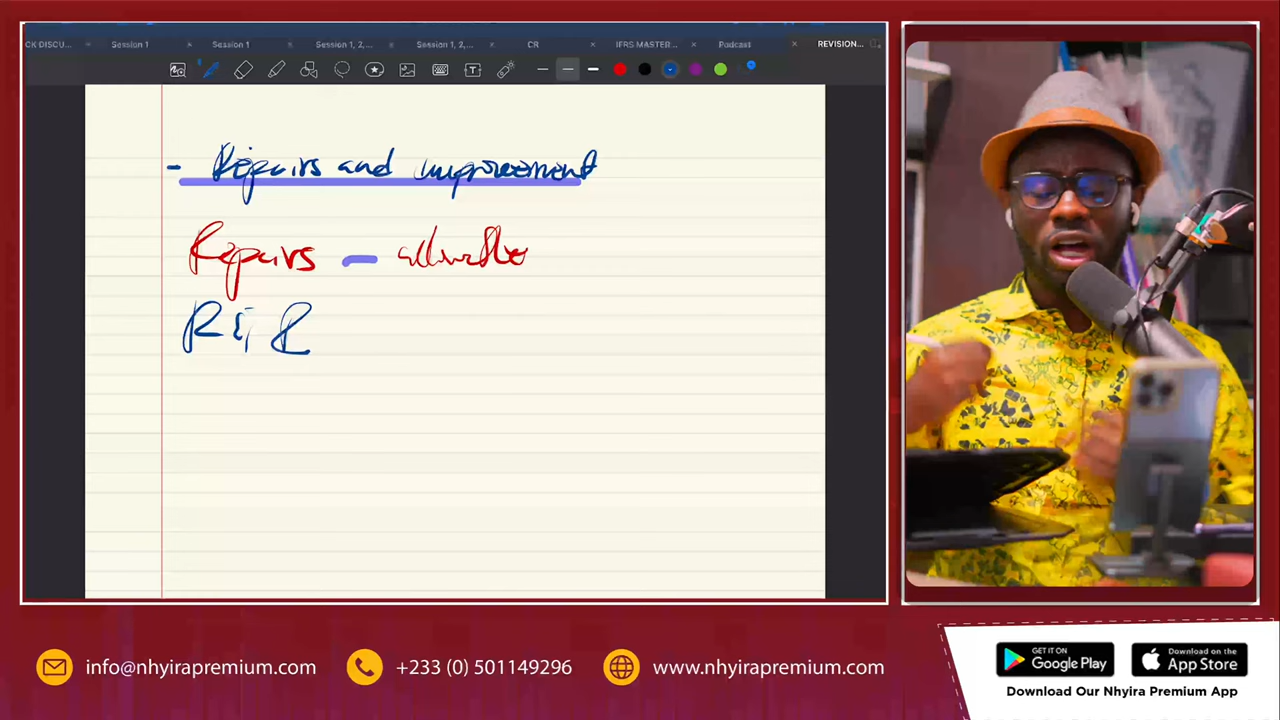 CK DISCU... Session 1 Session 1 Session 1, 2,... Session 1, 2,... CR IFRS MASTER... Podcast REVISION...
- Repairs and improvement
Repairs - allowable
info@nhyirapremium.com +233 (0) 501149296 www.nhyirapremium.com
GET IT ON
Google Play
Download on the
App Store
Download Our Nhyira Premium App